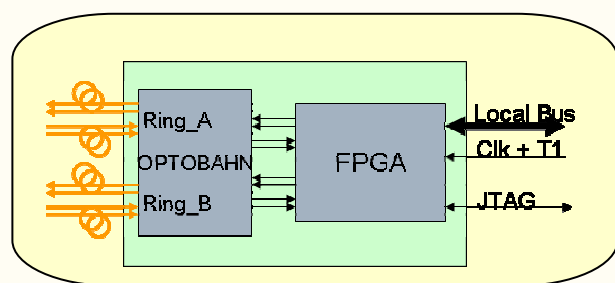 Ring_A
OPTOBAHN
Ring_B
FPGA
Local Bus
Clk + T1
JTAG